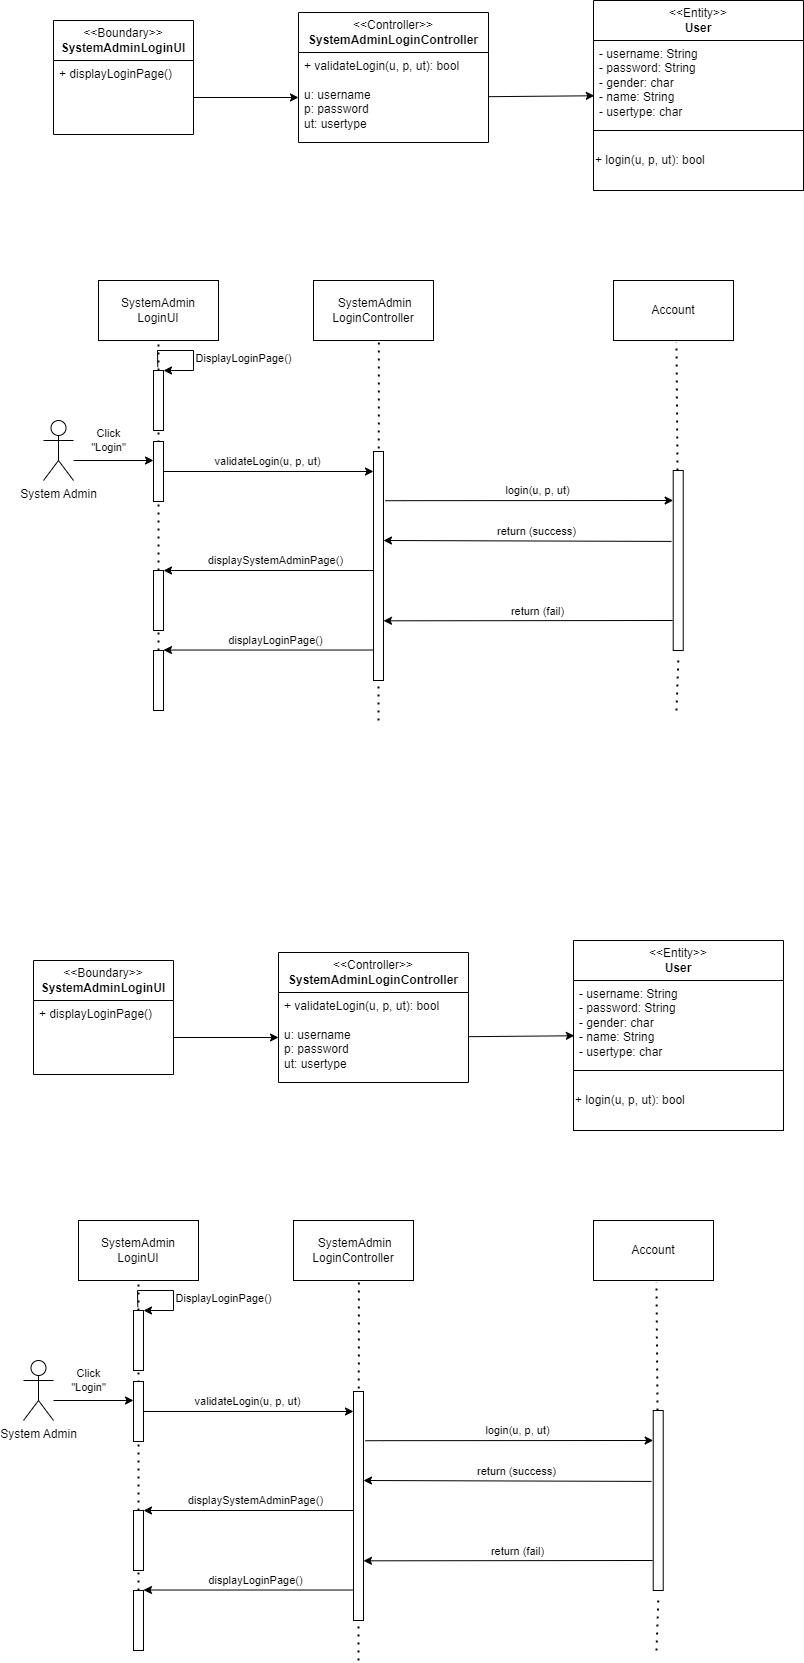 <<Boundary>>
SystemAdminLoginUI
+ displayLoginPage()
<<Controller>>
SystemAdminLoginController
+ validateLogin(u, p, ut): bool
u: username
p: password
ut: usertype
<<Entity>>
User
- username: String
- password: String
- gender: char
- name: String
- usertype: char
+ login(u, p, ut): bool
SystemAdmin
LoginUI
SystemAdmin
LoginController
Account
DisplayLoginPage()
Click
"Login"
System Admin
validateLogin(u, p, ut)
login(u, p, ut)
return (success)
displaySystemAdminPage()
return (fail)
displayLoginPage()
<<Boundary>>
SystemAdminLoginUI
+ displayLoginPage()
<<Controller>>
SystemAdminLoginController
+ validateLogin(u, p, ut): bool
u: username
p: password
ut: usertype
<<Entity>>
User
- username: String
- password: String
- gender: char
- name: String
- usertype: char
+ login(u, p, ut): bool
SystemAdmin
LoginUI
SystemAdmin
LoginController
Account
DisplayLoginPage()
Click
"Login"
System Admin
validateLogin(u, p, ut)
login(u, p, ut)
return (success)
displaySystemAdminPage()
return (fail)
displayLoginPage()